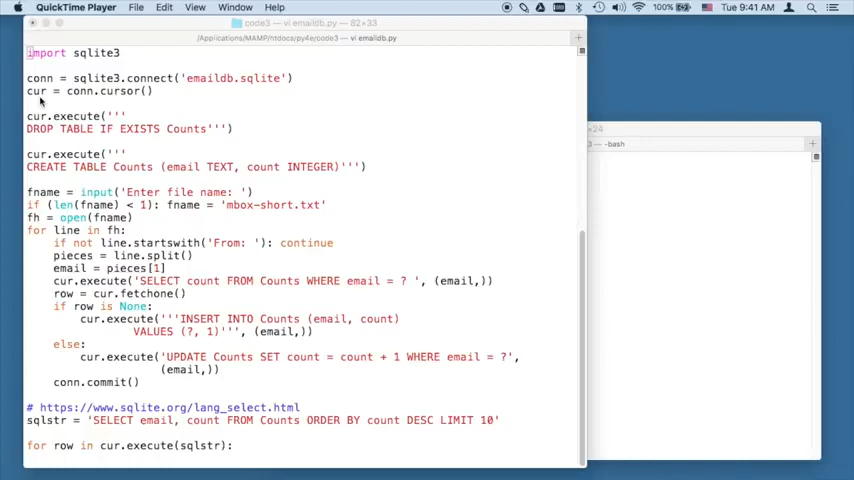 QuickTime Player File Edit View Window Help 100% Tue 9:41 AM
code3 — vi emaildb.py — 82×33
/Applications/MAMP/htdocs/py4e/code3 — vi emaildb.py
import sqlite3
conn = sqlite3.connect('emaildb.sqlite')
cur = conn.cursor()
cur.execute('''
DROP TABLE IF EXISTS Counts''')
cur.execute('''
CREATE TABLE Counts (email TEXT, count INTEGER)''')
fname = input('Enter file name: ')
if (len(fname) < 1): fname = 'mbox-short.txt'
fh = open(fname)
for line in fh:
if not line.startswith('From: '): continue
pieces = line.split()
email = pieces[1]
cur.execute('SELECT count FROM Counts WHERE email = ? ', (email,))
row = cur.fetchone()
if row is None:
cur.execute('''INSERT INTO Counts (email, count)
VALUES (?, 1)''', (email,))
else:
cur.execute('UPDATE Counts SET count = count + 1 WHERE email = ?',
(email,))
conn.commit()
# https://www.sqlite.org/lang_select.html
sqlstr = 'SELECT email, count FROM Counts ORDER BY count DESC LIMIT 10'
for row in cur.execute(sqlstr):
×24
3 — -bash